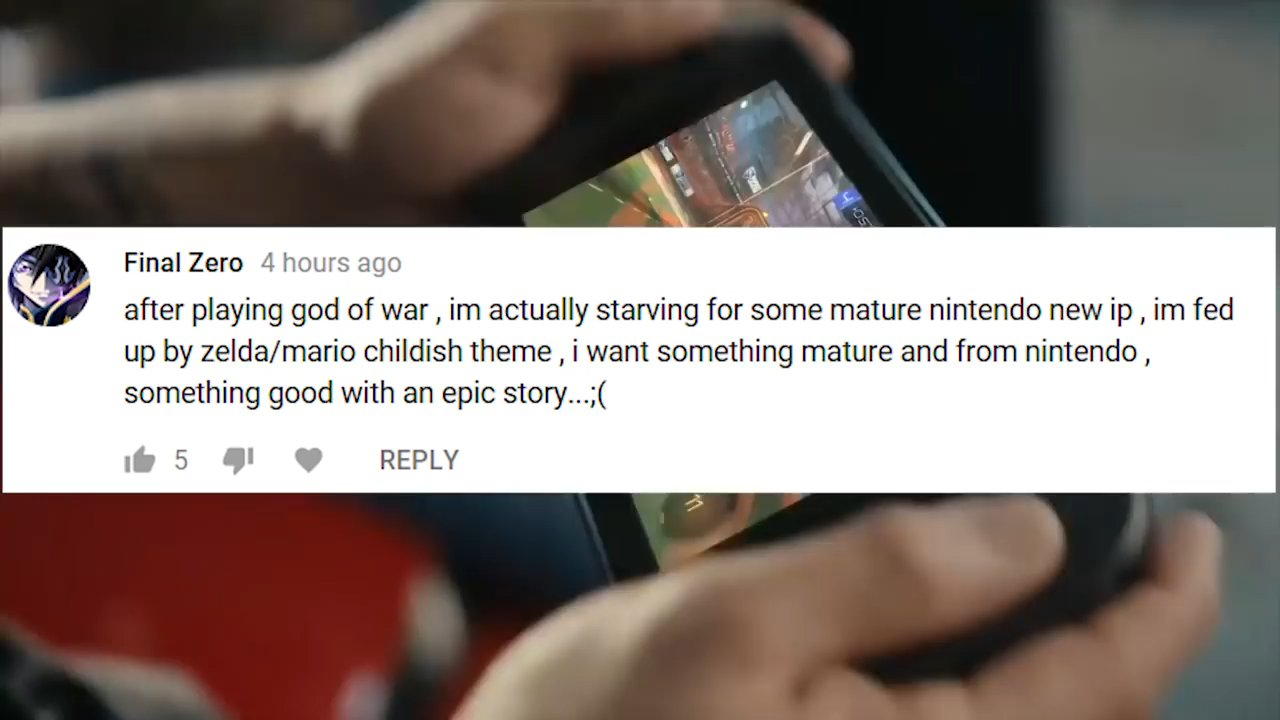 Final Zero 4 hours ago
after playing god of war , im actually starving for some mature nintendo new ip , im fed
up by zelda/mario childish theme , i want something mature and from nintendo ,
something good with an epic story...;(
5 REPLY